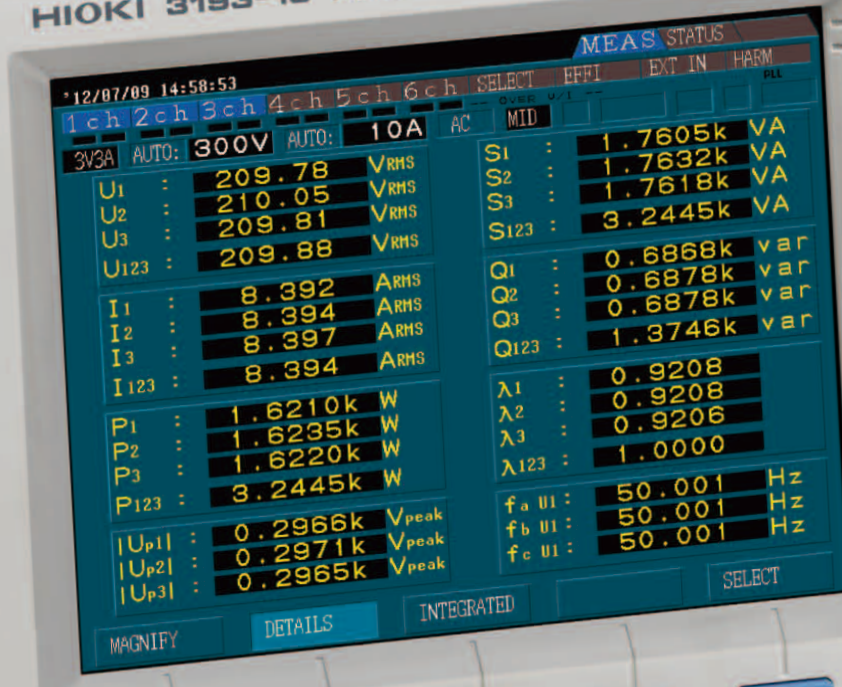 HIOKI 3193-10
'12/07/09 14:58:53
MEAS STATUS
1ch 2ch 3ch 4ch 5ch 6ch SELECT EFFI EXT IN HARM
-- OVER U/I -- PLL
3V3A AUTO: 300V AUTO: 10A AC MID
U1 : 209.78 VRMS
U2 : 210.05 VRMS
U3 : 209.81 VRMS
U123 : 209.88 VRMS
I1 : 8.392 ARMS
I2 : 8.394 ARMS
I3 : 8.397 ARMS
I123 : 8.394 ARMS
P1 : 1.6210k W
P2 : 1.6235k W
P3 : 1.6220k W
P123 : 3.2445k W
|Up1| : 0.2966k Vpeak
|Up2| : 0.2971k Vpeak
|Up3| : 0.2965k Vpeak
S1 : 1.7605k VA
S2 : 1.7632k VA
S3 : 1.7618k VA
S123 : 3.2445k VA
Q1 : 0.6868k var
Q2 : 0.6878k var
Q3 : 0.6878k var
Q123 : 1.3746k var
λ1 : 0.9208
λ2 : 0.9208
λ3 : 0.9206
λ123 : 1.0000
fa U1 : 50.001 Hz
fb U1 : 50.001 Hz
fc U1 : 50.001 Hz
MAGNIFY DETAILS INTEGRATED SELECT